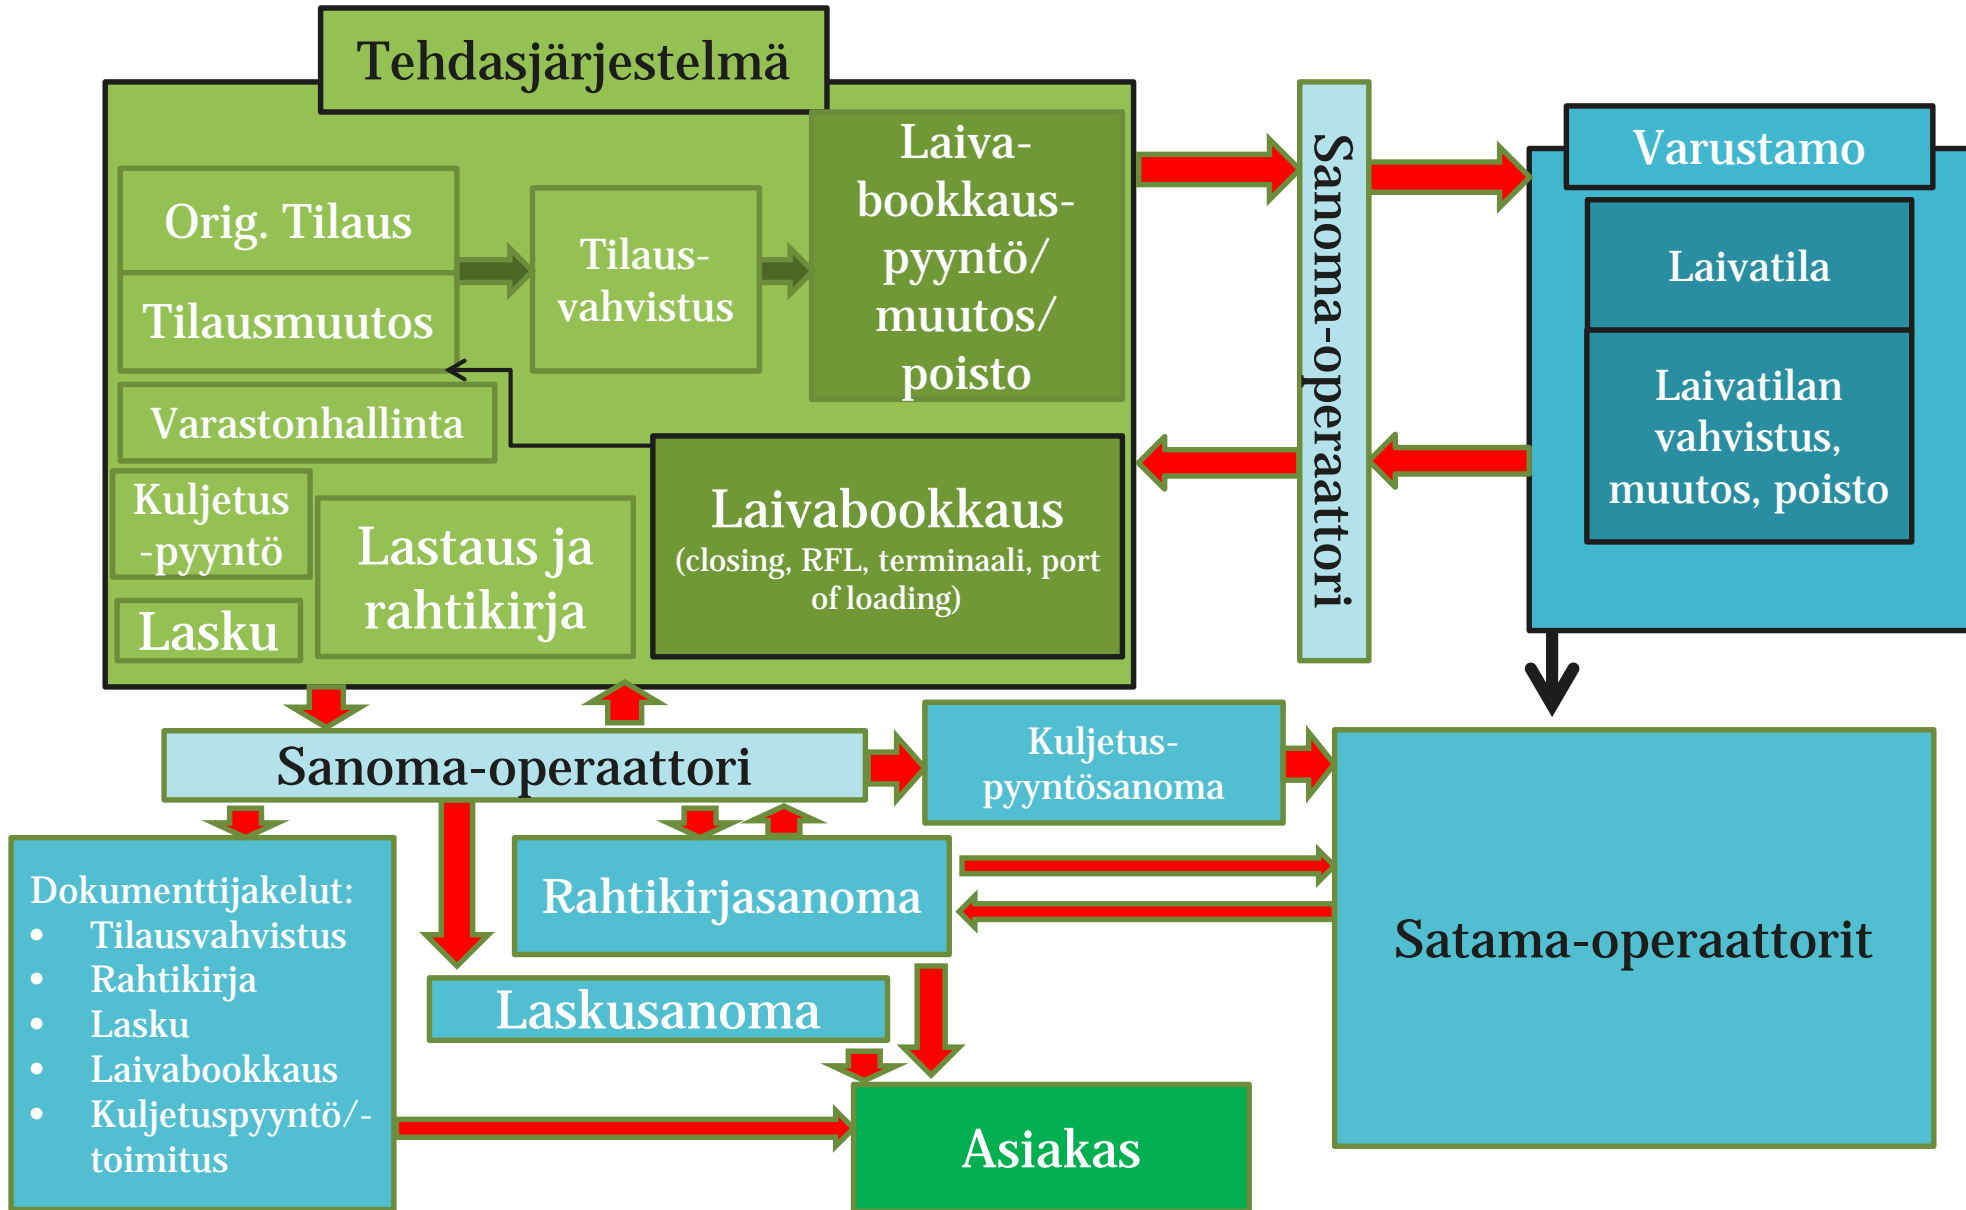 Tehdasjärjestelmä
Orig. Tilaus
Tilausmuutos
Tilaus-
vahvistus
Laiva-
bookkaus-
pyyntö/
muutos/
poisto
Varastonhallinta
Kuljetus
-pyyntö
Lasku
Lastaus ja
rahtikirja
Laivabookkaus
(closing, RFL, terminaali, port
of loading)
Sanoma-operaattori
Varustamo
Laivatila
Laivatilan
vahvistus,
muutos, poisto
Sanoma-operaattori
Kuljetus-
pyyntösanoma
Dokumenttijakelut:
• Tilausvahvistus
• Rahtikirja
• Lasku
• Laivabookkaus
• Kuljetuspyyntö/-
toimitus
Rahtikirjasanoma
Laskusanoma
Asiakas
Satama-operaattorit